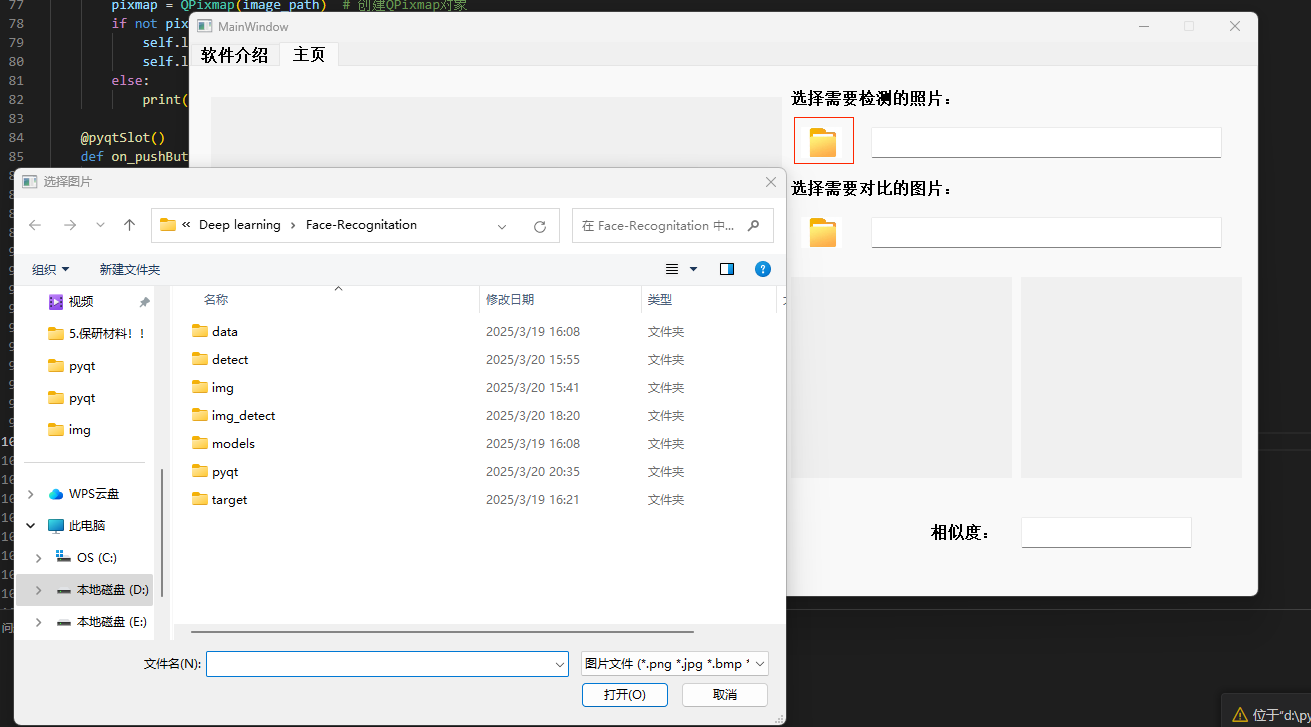 77 pixmap = QPixmap(image_path) # 创建QPixmap对象
78 if not pix
79 self.l
80 self.l
81 else:
82 print(
83
84 @pyqtSlot()
85 def on_pushBut
MainWindow
软件介绍 主页
选择需要检测的照片：
选择需要对比的图片：
相似度：
选择图片
« Deep learning › Face-Recognitation
在 Face-Recognitation 中...
组织 新建文件夹
视频
5.保研材料！！
pyqt
pyqt
img
WPS云盘
此电脑
OS (C:)
本地磁盘 (D:)
本地磁盘 (E:)
名称 修改日期 类型
data 2025/3/19 16:08 文件夹
detect 2025/3/20 15:55 文件夹
img 2025/3/20 15:41 文件夹
img_detect 2025/3/20 18:20 文件夹
models 2025/3/19 16:08 文件夹
pyqt 2025/3/20 20:35 文件夹
target 2025/3/19 16:21 文件夹
文件名(N):
图片文件 (*.png *.jpg *.bmp *
打开(O) 取消
问
位于"d:\py